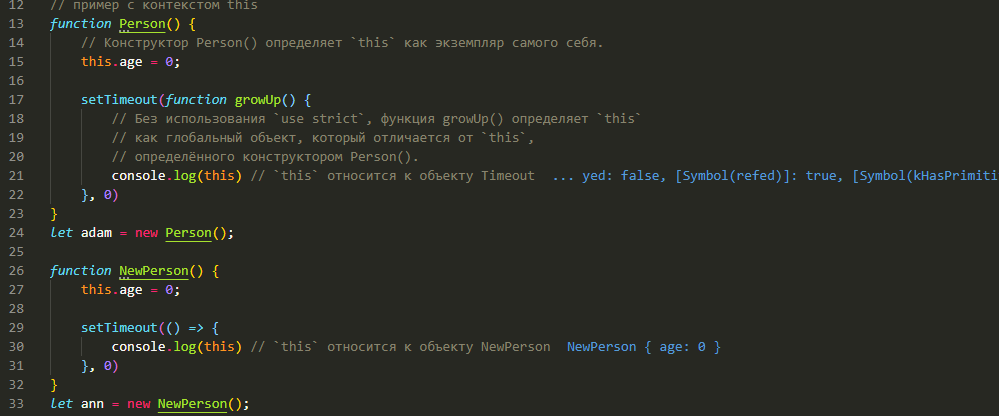 12 // пример с контекстом this
13 function Person() {
14 // Конструктор Person() определяет `this` как экземпляр самого себя.
15 this.age = 0;
16
17 setTimeout(function growUp() {
18 // Без использования `use strict`, функция growUp() определяет `this`
19 // как глобальный объект, который отличается от `this`,
20 // определённого конструктором Person().
21 console.log(this) // `this` относится к объекту Timeout ... yed: false, [Symbol(refed)]: true, [Symbol(kHasPrimiti
22 }, 0)
23 }
24 let adam = new Person();
25
26 function NewPerson() {
27 this.age = 0;
28
29 setTimeout(() => {
30 console.log(this) // `this` относится к объекту NewPerson NewPerson { age: 0 }
31 }, 0)
32 }
33 let ann = new NewPerson();